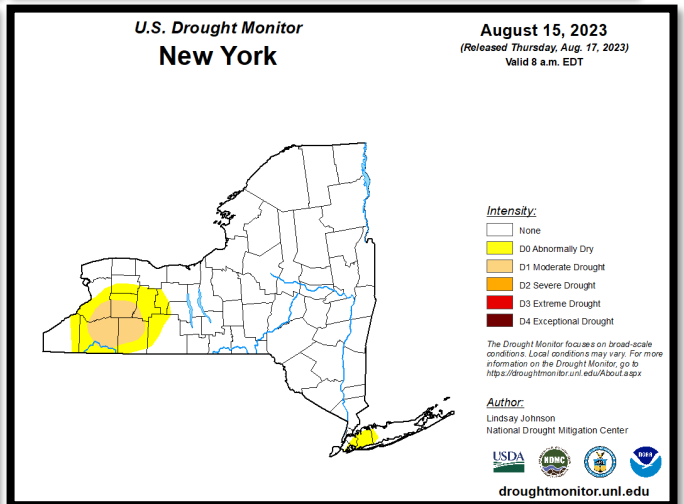 U.S. Drought Monitor
New York
August 15, 2023
(Released Thursday, Aug. 17, 2023)
Valid 8 a.m. EDT
Intensity:
None
D0 Abnormally Dry
D1 Moderate Drought
D2 Severe Drought
D3 Extreme Drought
D4 Exceptional Drought
The Drought Monitor focuses on broad-scale
conditions. Local conditions may vary. For more
information on the Drought Monitor, go to
https://droughtmonitor.unl.edu/About.aspx
Author:
Lindsay Johnson
National Drought Mitigation Center
USDA
NDMC
NOAA
droughtmonitor.unl.edu